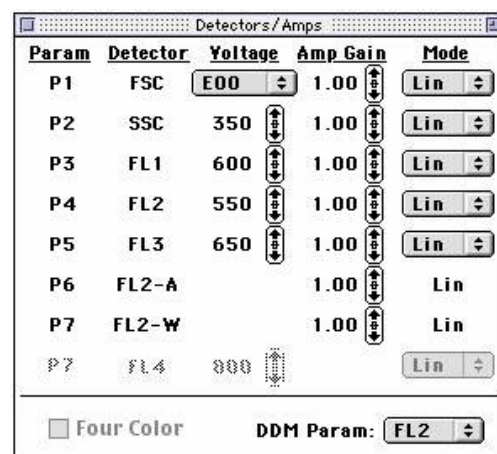 Detectors/Amps
Param Detector Voltage Amp Gain Mode
P1 FSC E00 1.00 Lin
P2 SSC 350 1.00 Lin
P3 FL1 600 1.00 Lin
P4 FL2 550 1.00 Lin
P5 FL3 650 1.00 Lin
P6 FL2-A 1.00 Lin
P7 FL2-W 1.00 Lin
P7 FL4 800 Lin
Four Color DDM Param: FL2